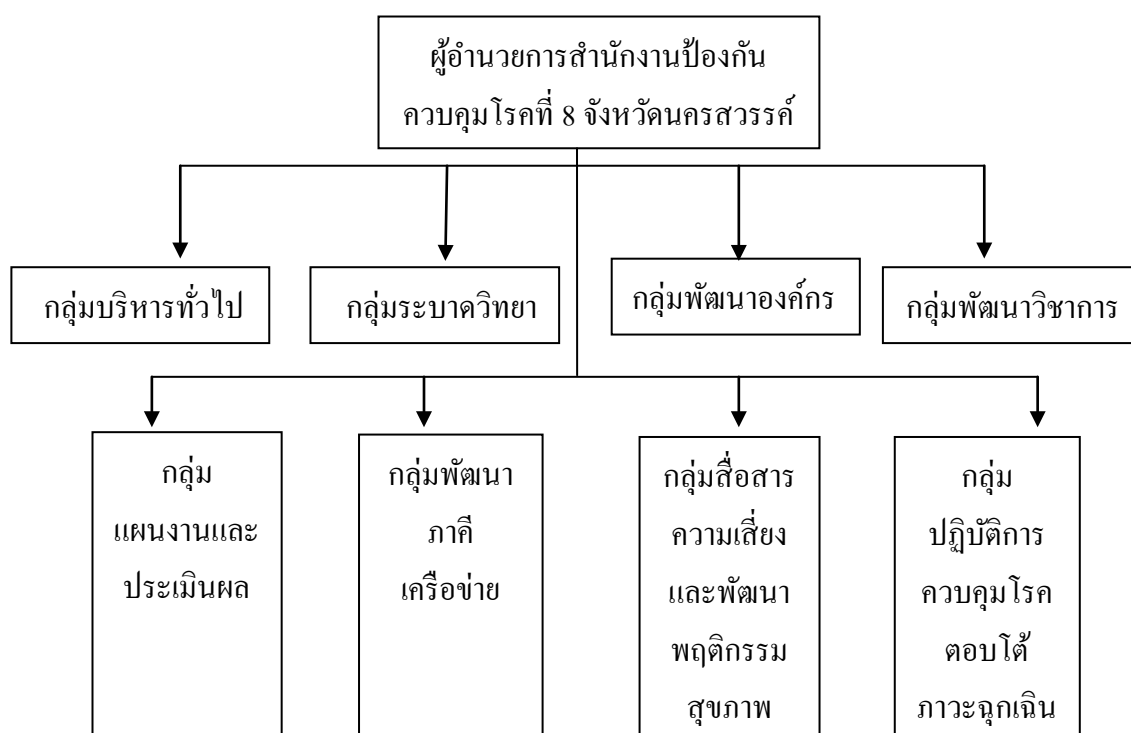 ผู้อำนวยการสำนักงานป้องกัน
ควบคุมโรคที่ 8 จังหวัดนครสวรรค์
กลุ่มบริหารทั่วไป
กลุ่มระบาดวิทยา
กลุ่มพัฒนาองค์กร
กลุ่มพัฒนาวิชาการ
กลุ่ม
แผนงานและ
ประเมินผล
กลุ่มพัฒนา
ภาคี
เครือข่าย
กลุ่มสื่อสาร
ความเสี่ยง
และพัฒนา
พฤติกรรม
สุขภาพ
กลุ่ม
ปฏิบัติการ
ควบคุมโรค
ตอบโต้
ภาวะฉุกเฉิน